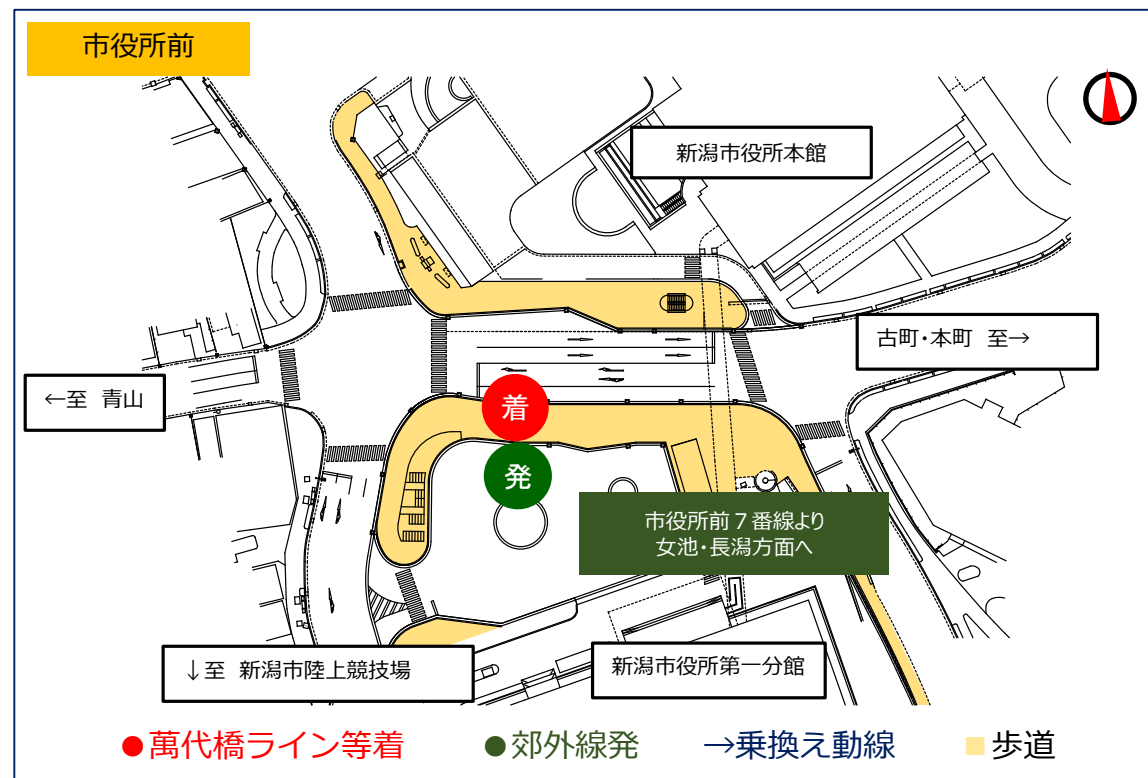 市役所前
新潟市役所本館
古町・本町 至→
←至 青山
着
発
市役所前７番線より
女池・長潟方面へ
↓至 新潟市陸上競技場
新潟市役所第一分館
●萬代橋ライン等着 ●郊外線発 →乗換え動線 ■歩道